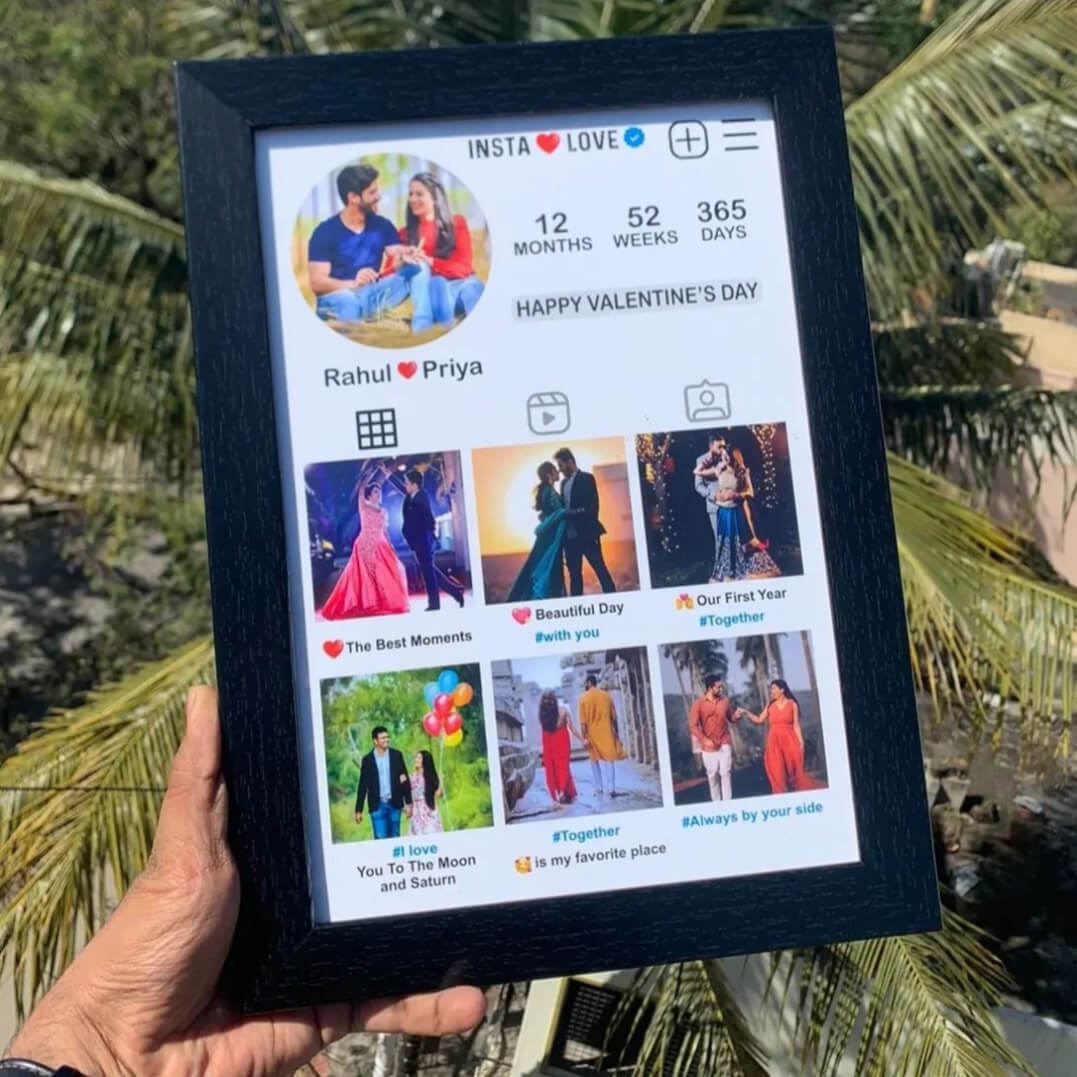 INSTA ❤️ LOVE
12 52 365
MONTHS WEEKS DAYS
HAPPY VALENTINE'S DAY
Rahul ❤️ Priya
❤️ The Best Moments
💖 Beautiful Day
#with you
💏 Our First Year
#Together
#I love
You To The Moon
and Saturn
#Together
🥰 is my favorite place
#Always by your side